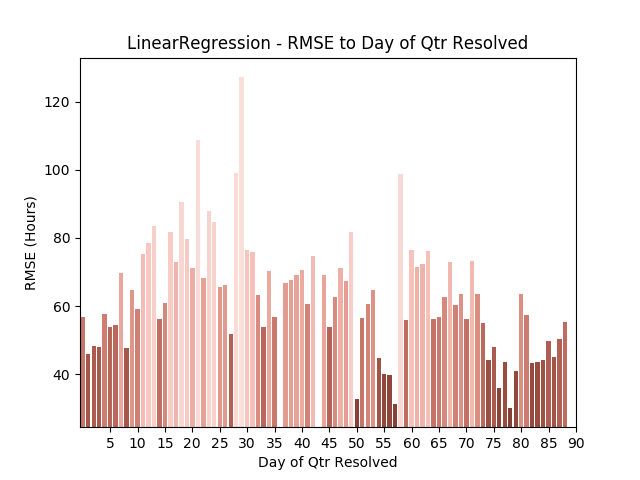 LinearRegression - RMSE to Day of Qtr Resolved
RMSE (Hours)
120
100
80
60
40
5 10 15 20 25 30 35 40 45 50 55 60 65 70 75 80 85 90
Day of Qtr Resolved